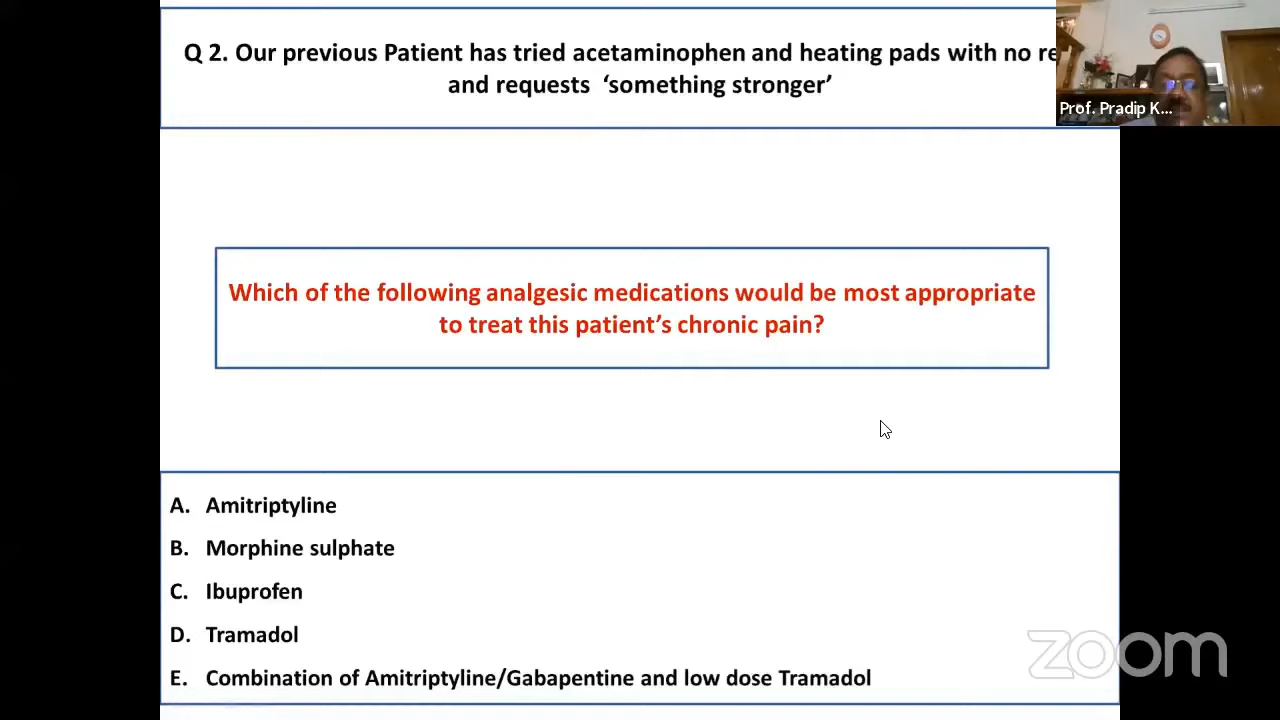 Q 2. Our previous Patient has tried acetaminophen and heating pads with no
and requests ‘something stronger’
Prof. Pradip K...
Which of the following analgesic medications would be most appropriate
to treat this patient’s chronic pain?
A. Amitriptyline
B. Morphine sulphate
C. Ibuprofen
D. Tramadol
E. Combination of Amitriptyline/Gabapentine and low dose Tramadol
zoom